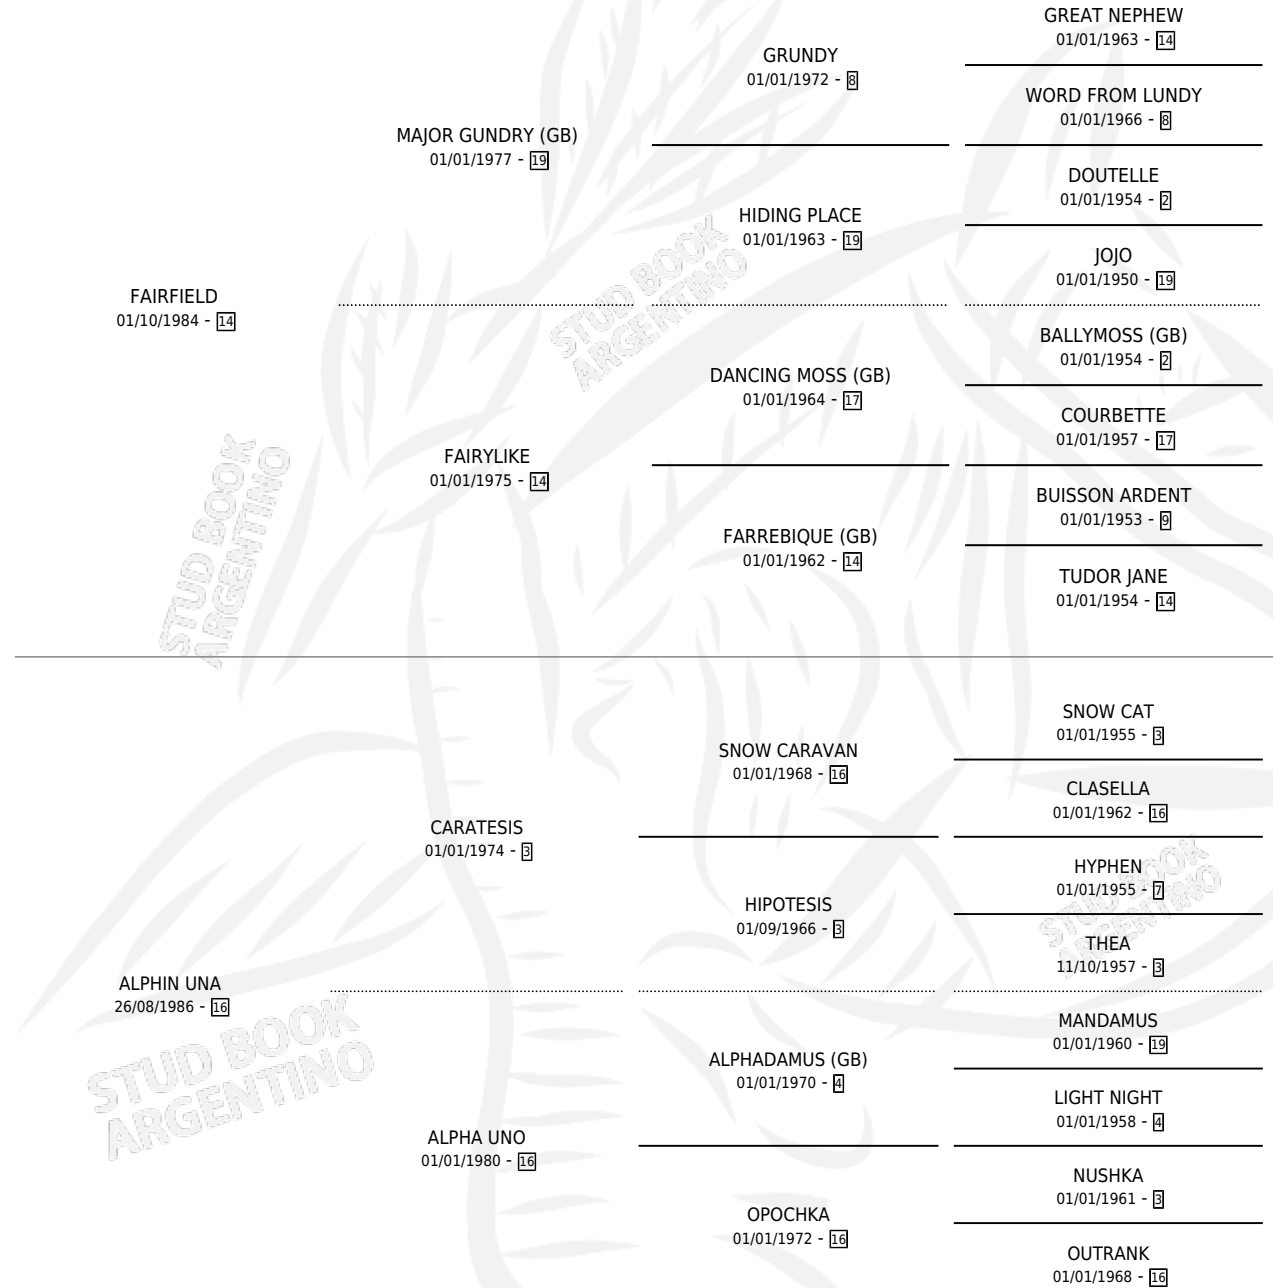 GREAT NEPHEW
01/01/1963 - 14
GRUNDY
01/01/1972 - 8
WORD FROM LUNDY
01/01/1966 - 8
MAJOR GUNDRY (GB)
01/01/1977 - 19
DOUTELLE
01/01/1954 - 2
HIDING PLACE
01/01/1963 - 19
JOJO
01/01/1950 - 19
FAIRFIELD
01/10/1984 - 14
BALLYMOSS (GB)
01/01/1954 - 2
DANCING MOSS (GB)
01/01/1964 - 17
COURBETTE
01/01/1957 - 17
FAIRYLIKE
01/01/1975 - 14
BUISSON ARDENT
01/01/1953 - 9
FARREBIQUE (GB)
01/01/1962 - 14
TUDOR JANE
01/01/1954 - 14
SNOW CAT
01/01/1955 - 3
SNOW CARAVAN
01/01/1968 - 16
CLASELLA
01/01/1962 - 16
CARATESIS
01/01/1974 - 3
HYPHEN
01/01/1955 - 7
HIPOTESIS
01/09/1966 - 3
THEA
11/10/1957 - 3
ALPHIN UNA
26/08/1986 - 16
MANDAMUS
01/01/1960 - 19
ALPHADAMUS (GB)
01/01/1970 - 4
LIGHT NIGHT
01/01/1958 - 4
ALPHA UNO
01/01/1980 - 16
NUSHKA
01/01/1961 - 3
OPOCHKA
01/01/1972 - 16
OUTRANK
01/01/1968 - 16
STUD BOOK
ARGENTINO
STUD BOOK
ARGENTINO
STUD BOOK
ARGENTINO
STUD BOOK
ARGENTINO